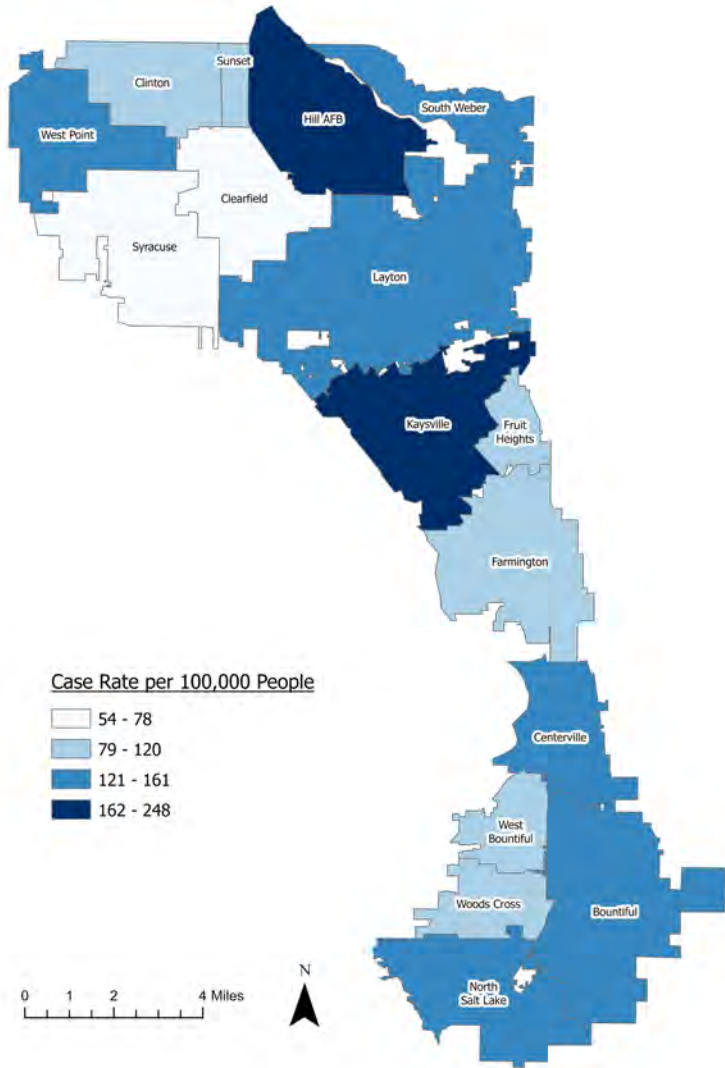 Sunset
Clinton
South Weber
Hill AFB
West Point
Clearfield
Syracuse
Layton
Kaysville
Fruit
Heights
Farmington
Case Rate per 100,000 People
54 - 78
79 - 120
121 - 161
162 - 248
Centerville
West
Bountiful
Woods Cross
Bountiful
North
Salt Lake
N
0 1 2 4 Miles